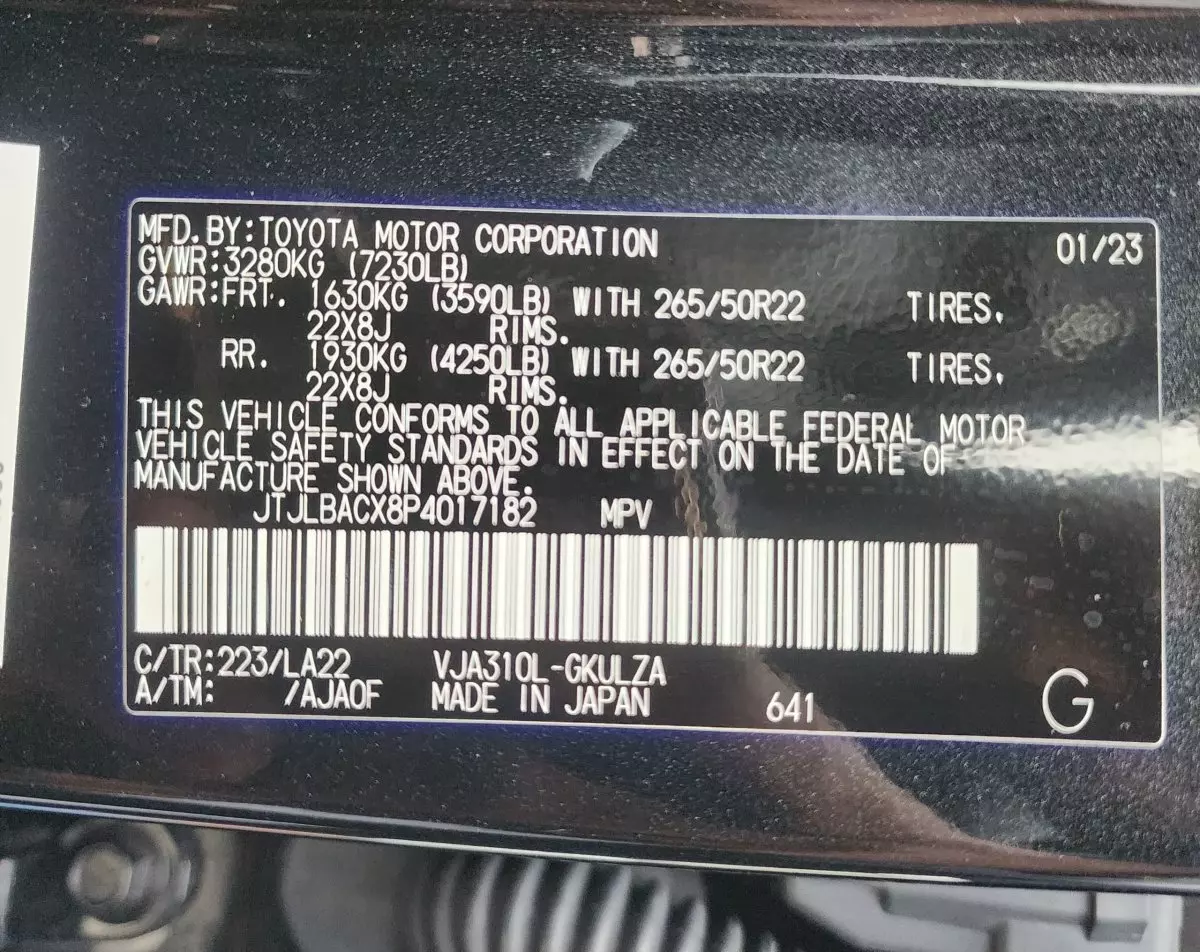 MFD. BY:TOYOTA MOTOR CORPORATION 01/23
GVWR:3280KG (7230LB)
GAWR:FRT. 1630KG (3590LB) WITH 265/50R22 TIRES.
22X8J RIMS.
RR. 1930KG (4250LB) WITH 265/50R22 TIRES.
22X8J RIMS.
THIS VEHICLE CONFORMS TO ALL APPLICABLE FEDERAL MOTOR
VEHICLE SAFETY STANDARDS IN EFFECT ON THE DATE OF
MANUFACTURE SHOWN ABOVE.
JTJLBACX8P4017182 MPV
C/TR:223/LA22 VJA310L-GKULZA
A/TM: /AJA0F MADE IN JAPAN 641 G